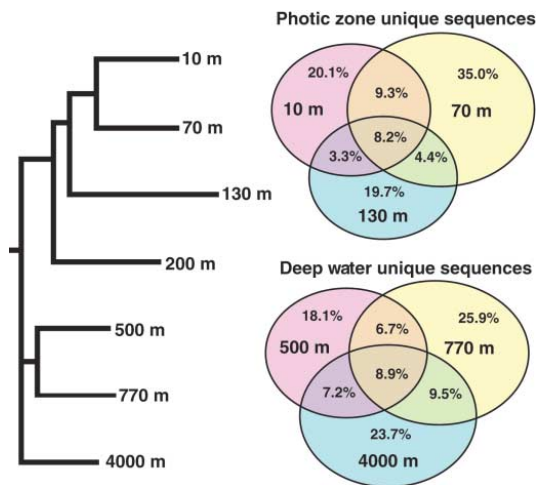 10 m
70 m
130 m
200 m
500 m
770 m
4000 m
Photic zone unique sequences
20.1%
9.3%
35.0%
10 m
70 m
8.2%
3.3%
4.4%
19.7%
130 m
Deep water unique sequences
18.1%
6.7%
25.9%
500 m
770 m
8.9%
7.2%
9.5%
23.7%
4000 m